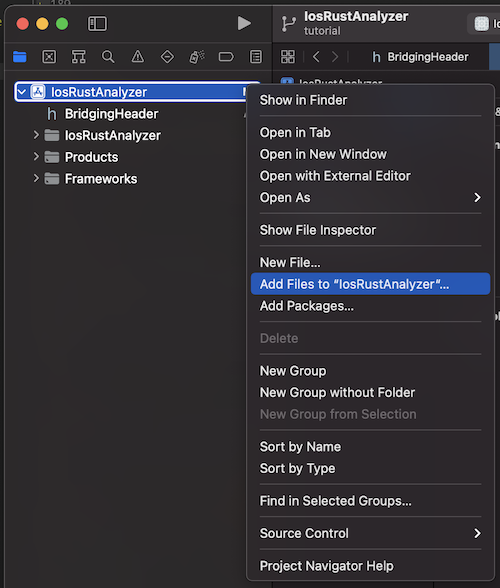 IosRustAnalyzer
tutorial
BridgingHeader
IosRustAnalyzer
BridgingHeader
IosRustAnalyzer
Products
Frameworks
Show in Finder
Open in Tab
Open in New Window
Open with External Editor
Open As
Show File Inspector
New File...
Add Files to “IosRustAnalyzer“...
Add Packages...
Delete
New Group
New Group without Folder
New Group from Selection
Sort by Name
Sort by Type
Find in Selected Groups...
Source Control
Project Navigator Help